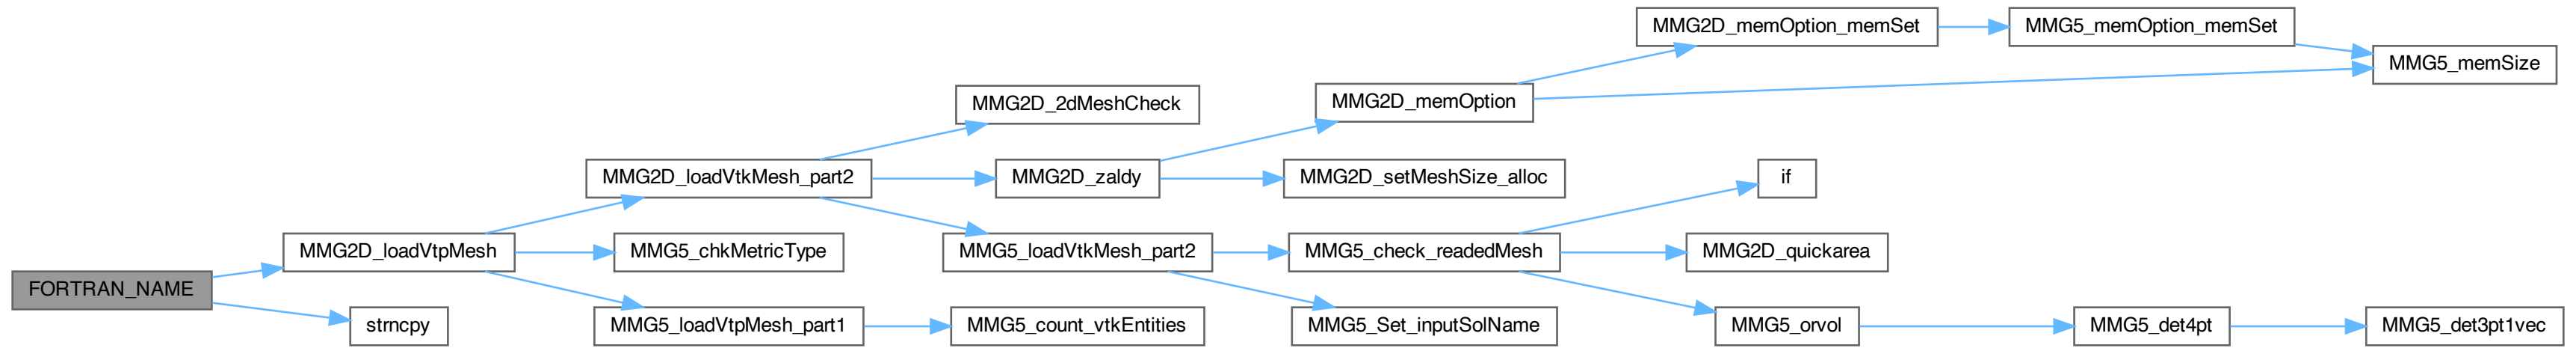 MMG2D_memOption_memSet
MMG5_memOption_memSet
MMG5_memSize
MMG2D_2dMeshCheck
MMG2D_memOption
MMG2D_loadVtkMesh_part2
MMG2D_zaldy
MMG2D_setMeshSize_alloc
if
MMG2D_loadVtpMesh
MMG5_chkMetricType
MMG5_loadVtkMesh_part2
MMG5_check_readedMesh
MMG2D_quickarea
FORTRAN_NAME
strncpy
MMG5_loadVtpMesh_part1
MMG5_count_vtkEntities
MMG5_Set_inputSolName
MMG5_orvol
MMG5_det4pt
MMG5_det3pt1vec